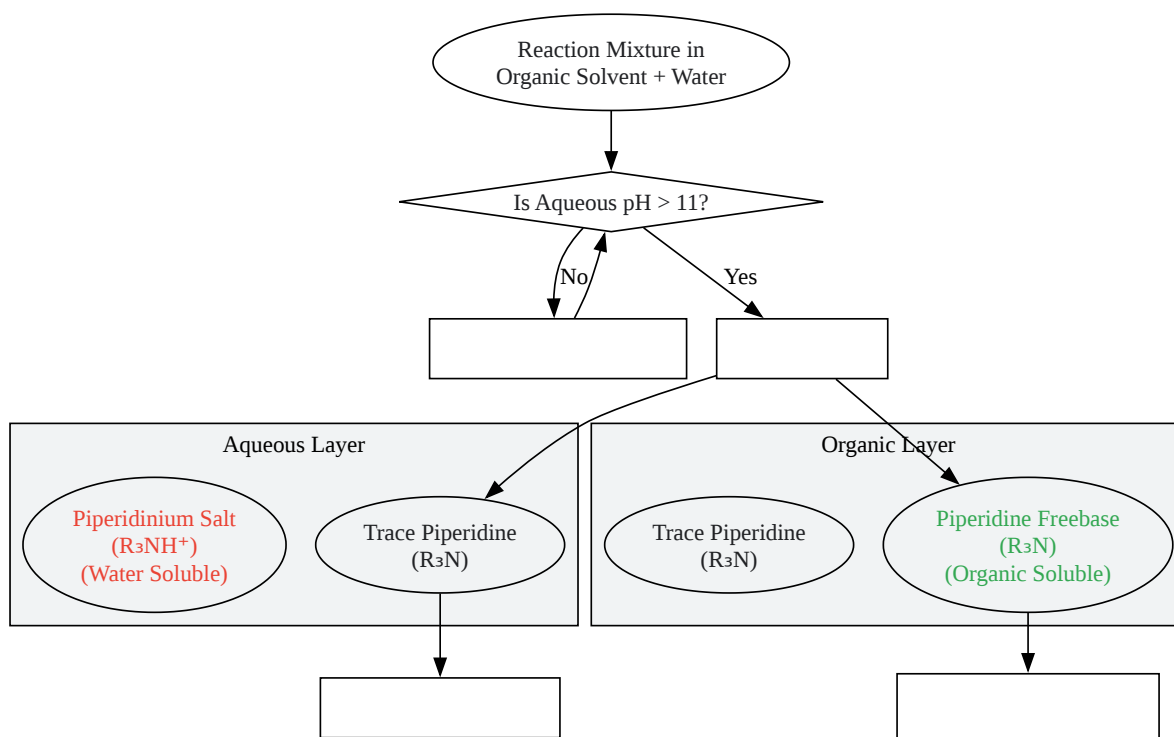 Reaction Mixture in
Organic Solvent + Water
Is Aqueous pH > 11?
No
Yes
Aqueous Layer
Organic Layer
Piperidinium Salt
(R₃NH⁺)
(Water Soluble)
Trace Piperidine
(R₃N)
Trace Piperidine
(R₃N)
Piperidine Freebase
(R₃N)
(Organic Soluble)